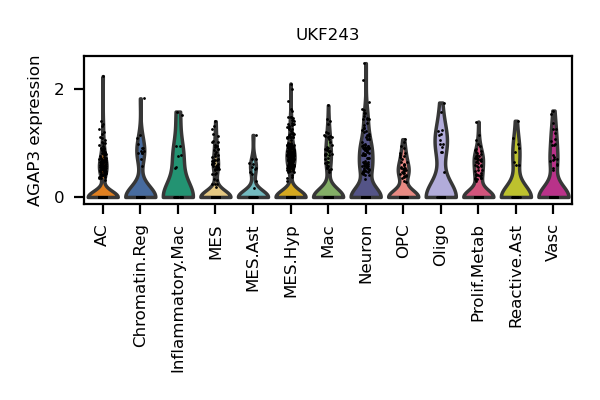 UKF243
AGAP3 expression
2
0
AC
Chromatin.Reg
Inflammatory.Mac
MES
MES.Ast
MES.Hyp
Mac
Neuron
OPC
Oligo
Prolif.Metab
Reactive.Ast
Vasc